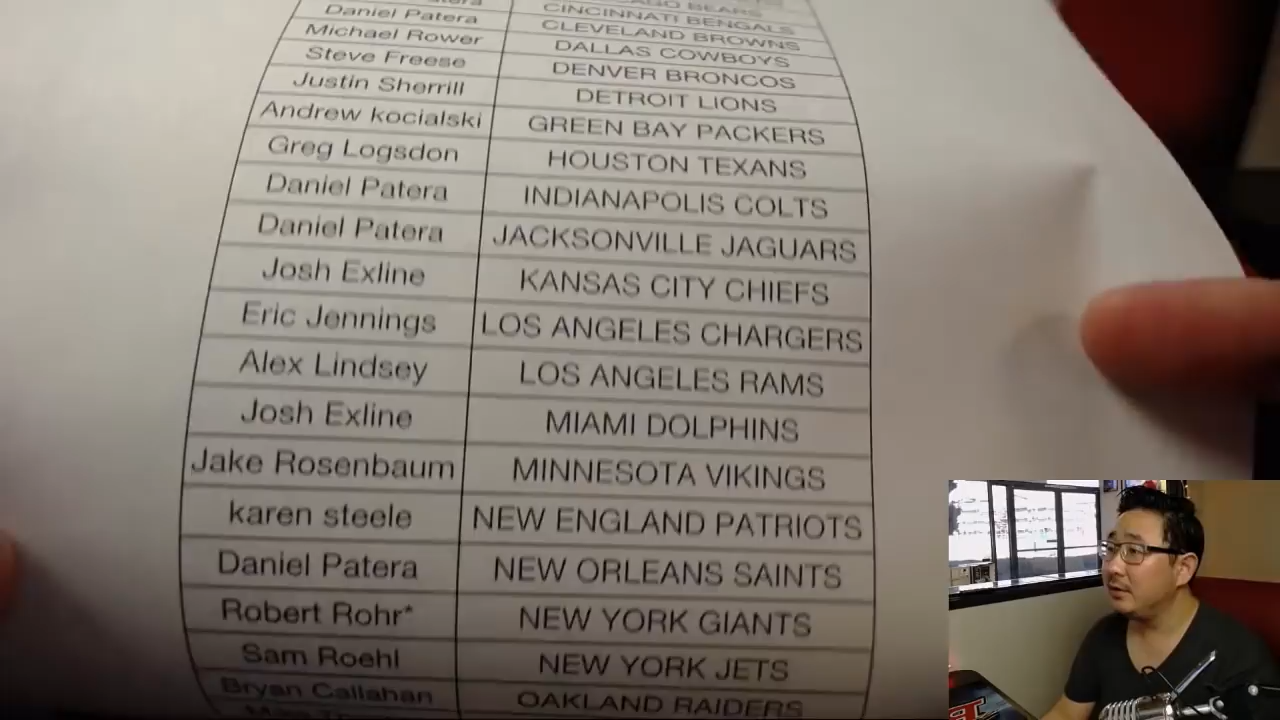 BEARS
CINCINNATI BENGALS
Daniel Patera CLEVELAND BROWNS
Michael Rower DALLAS COWBOYS
Steve Freese DENVER BRONCOS
Justin Sherrill DETROIT LIONS
Andrew kocialski GREEN BAY PACKERS
Greg Logsdon HOUSTON TEXANS
Daniel Patera INDIANAPOLIS COLTS
Daniel Patera JACKSONVILLE JAGUARS
Josh Exline KANSAS CITY CHIEFS
Eric Jennings LOS ANGELES CHARGERS
Alex Lindsey LOS ANGELES RAMS
Josh Exline MIAMI DOLPHINS
Jake Rosenbaum MINNESOTA VIKINGS
karen steele NEW ENGLAND PATRIOTS
Daniel Patera NEW ORLEANS SAINTS
Robert Rohr* NEW YORK GIANTS
Sam Roehl NEW YORK JETS
Bryan Callahan OAKLAND RAIDERS